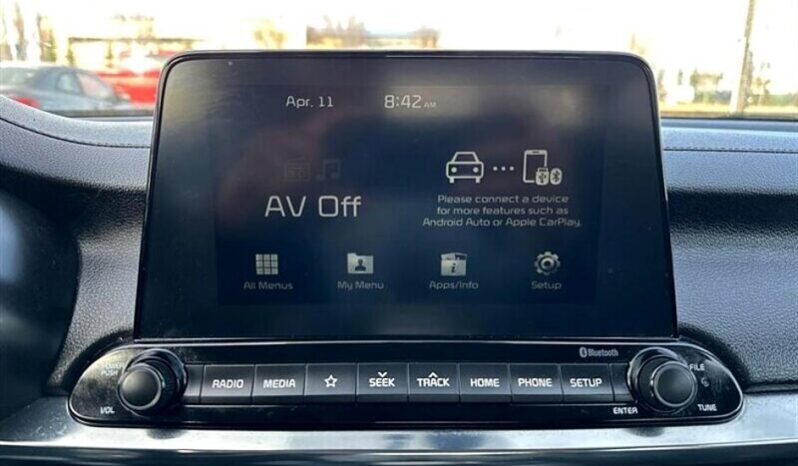 Apr. 11 8:42 AM
AV Off
Please connect a device
for more features such as
Android Auto or Apple CarPlay.
All Menus My Menu Apps/Info Setup
Bluetooth
POWER
PUSH
VOL
RADIO MEDIA SEEK TRACK HOME PHONE SETUP
FILE
ENTER TUNE